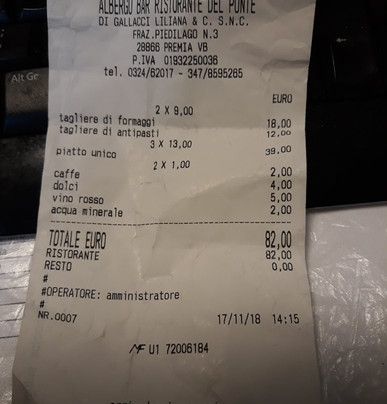 ALBERGO BAR RISTORANTE DEL PONTE
DI GALLACCI LILIANA & C. S.N.C.
FRAZ.PIEDILAGO N.3
28866 PREMIA VB
P.IVA 01932250036
tel. 0324/62017 - 347/8595265
EURO
2 X 9,00
tagliere di formaggi 18,00
tagliere di antipasti 12,00
3 X 13,00
piatto unico 39,00
2 X 1,00
caffe 2,00
dolci 4,00
vino rosso 5,00
acqua minerale 2,00
TOTALE EURO 82,00
RISTORANTE 82,00
RESTO 0,00
#
#OPERATORE: amministratore
#
NR.0007 17/11/18 14:15
MF U1 72006184
Alt Gr